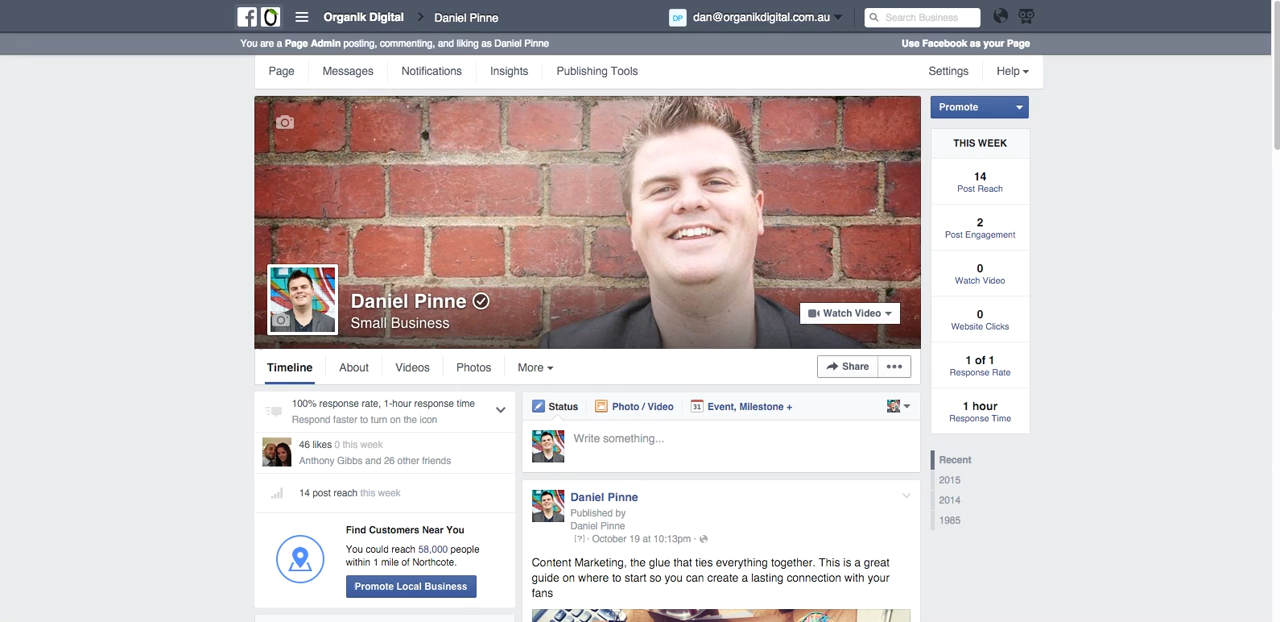 Organik Digital > Daniel Pinne
DP dan@organikdigital.com.au
Search Business
You are a Page Admin posting, commenting, and liking as Daniel Pinne
Use Facebook as your Page
Page Messages Notifications Insights Publishing Tools Settings Help
Daniel Pinne
Small Business
Watch Video
Timeline About Videos Photos More
Share
100% response rate, 1-hour response time
Respond faster to turn on the icon
46 likes 0 this week
Anthony Gibbs and 26 other friends
14 post reach this week
Find Customers Near You
You could reach 58,000 people
within 1 mile of Northcote.
Promote Local Business
Status Photo / Video 31 Event, Milestone +
Write something...
Daniel Pinne
Published by
Daniel Pinne
[?] · October 19 at 10:13pm ·
Content Marketing, the glue that ties everything together. This is a great
guide on where to start so you can create a lasting connection with your
fans
Promote
THIS WEEK
14
Post Reach
2
Post Engagement
0
Watch Video
0
Website Clicks
1 of 1
Response Rate
1 hour
Response Time
Recent
2015
2014
1985